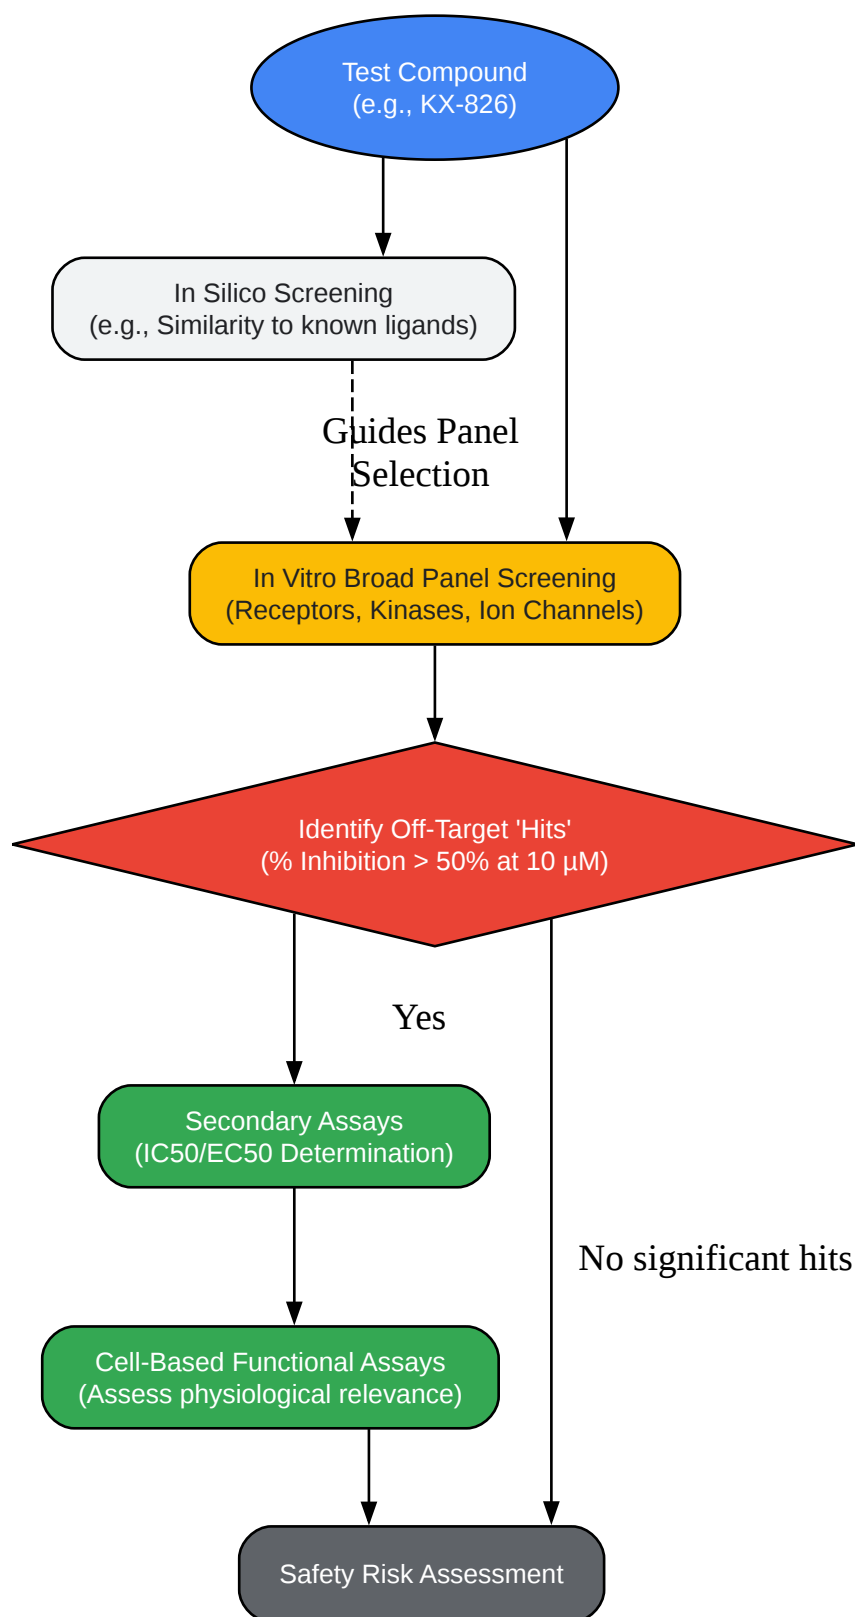 Test Compound
(e.g., KX-826)
In Silico Screening
(e.g., Similarity to known ligands)
Guides Panel
Selection
In Vitro Broad Panel Screening
(Receptors, Kinases, Ion Channels)
Identify Off-Target 'Hits'
(% Inhibition > 50% at 10 µM)
Yes
Secondary Assays
(IC50/EC50 Determination)
No significant hits
Cell-Based Functional Assays
(Assess physiological relevance)
Safety Risk Assessment